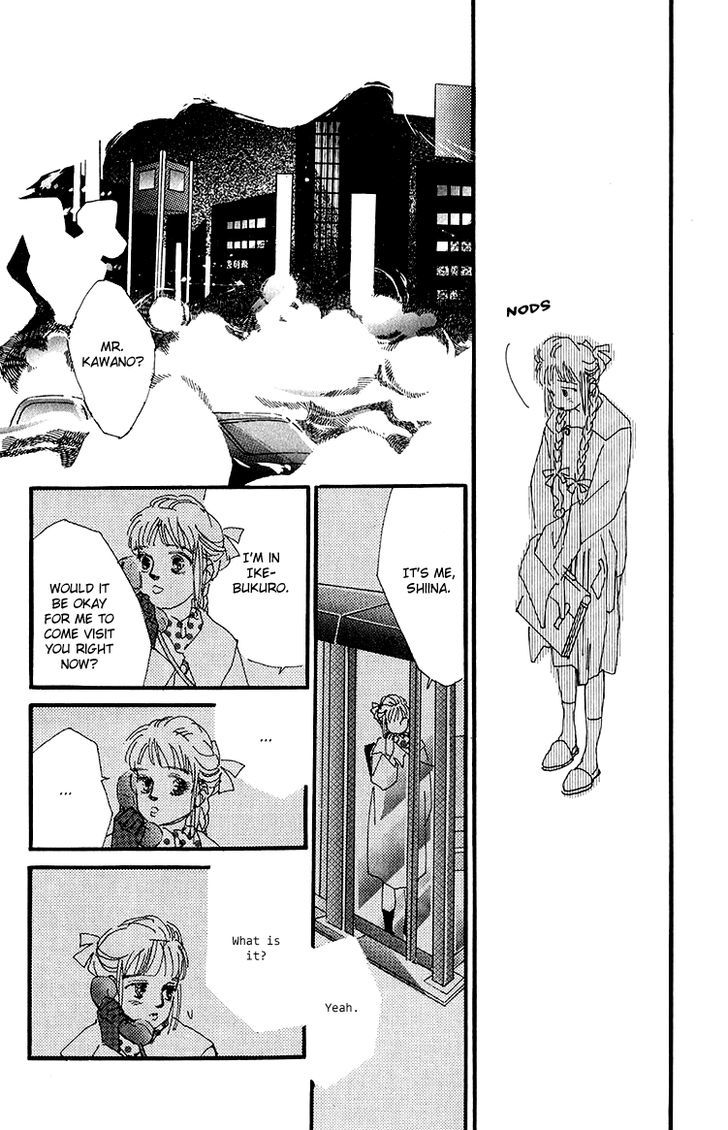 NODS
MR.
KAWANO?
IT'S ME,
SHIINA.
I'M IN
IKE-
BUKURO.
WOULD IT
BE OKAY
FOR ME TO
COME VISIT
YOU RIGHT
NOW?
...
...
Yeah.
What is
it?